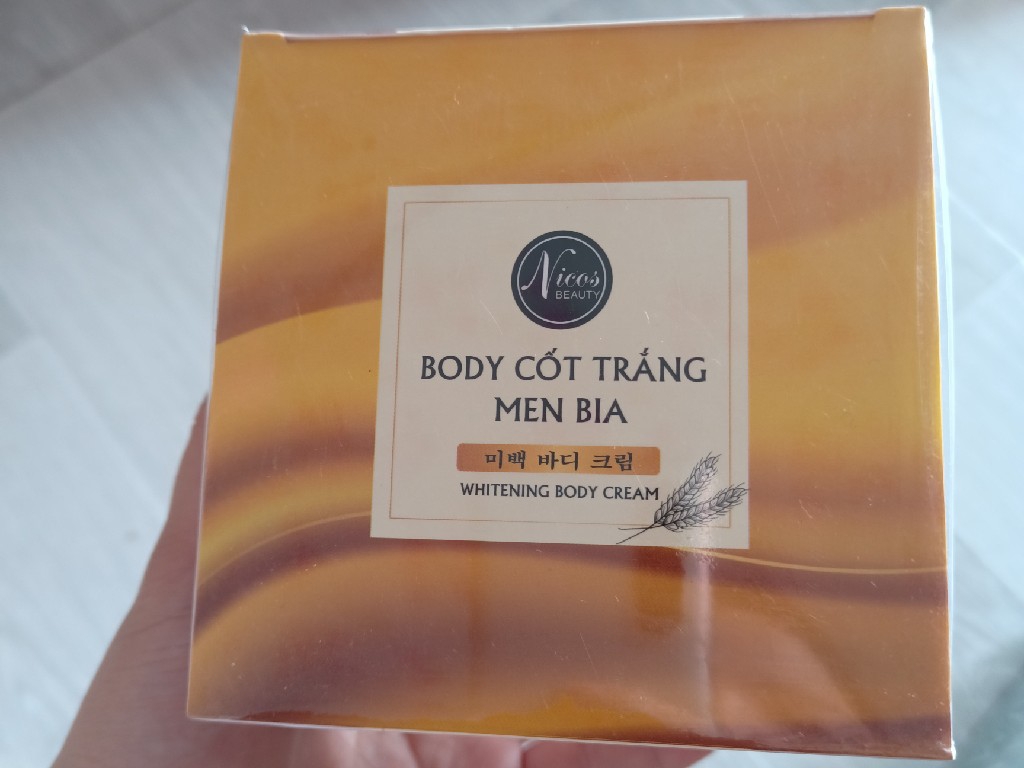 Nicos
BEAUTY
BODY CỐT TRẮNG
MEN BIA
미백 바디 크림
WHITENING BODY CREAM